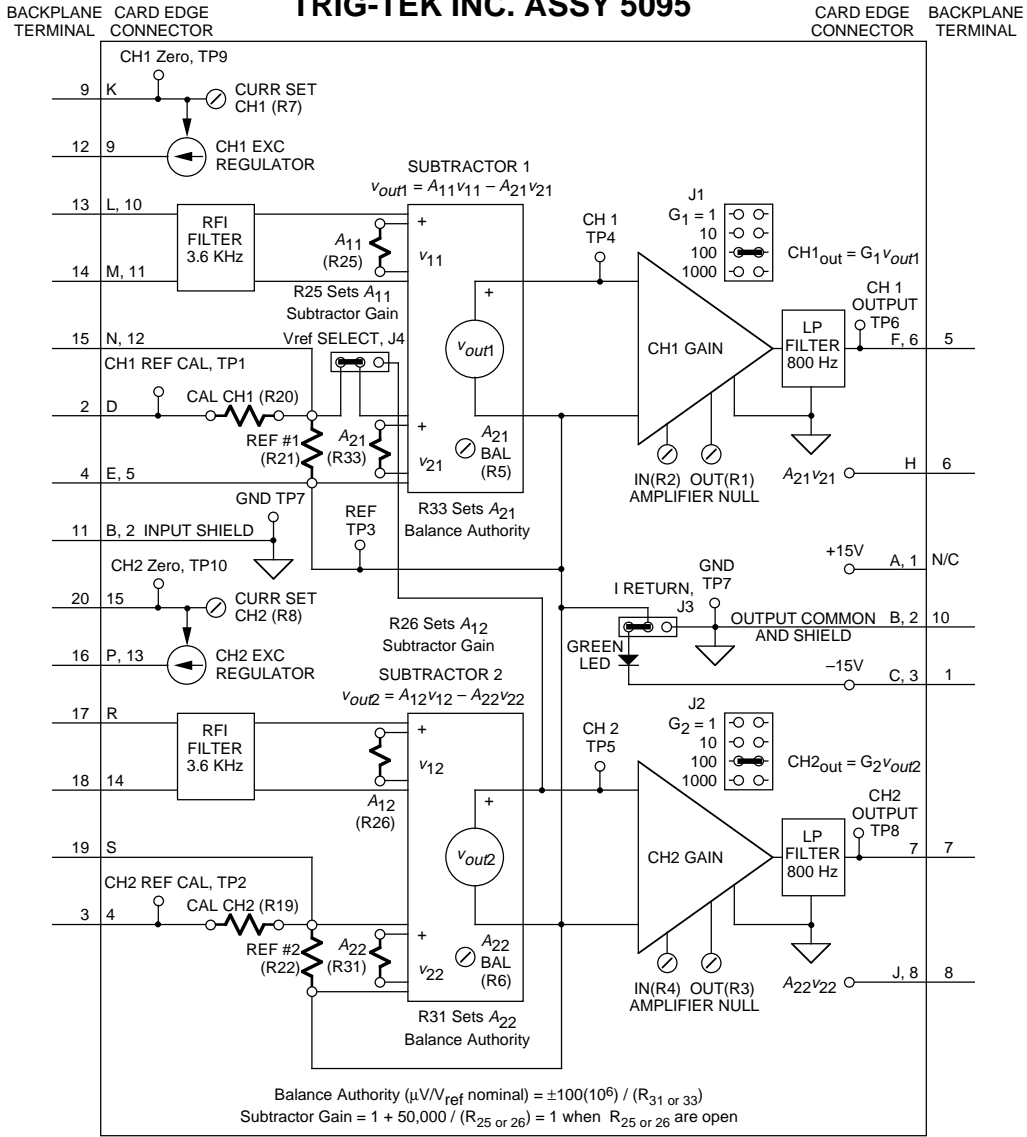 TRIG-TEK INC. ASSY 5095
BACKPLANE TERMINAL
CARD EDGE CONNECTOR
CARD EDGE CONNECTOR
BACKPLANE TERMINAL
CH1 Zero, TP9
9 K
CURR SET
CH1 (R7)
12 9
CH1 EXC
REGULATOR
SUBTRACTOR 1
vout1 = A11v11 − A21v21
13 L, 10
RFI
FILTER
3.6 KHz
A11
(R25)
+
v11
14 M, 11
R25 Sets A11
Subtractor Gain
CH 1
TP4
J1
G1 = 1
10
100
1000
CH1out = G1vout1
CH 1
OUTPUT
TP6
15 N, 12
Vref SELECT, J4
+
vout1
CH1 GAIN
LP
FILTER
800 Hz
F, 6 5
CH1 REF CAL, TP1
2 D
CAL CH1 (R20)
REF #1
(R21)
A21
(R33)
+
v21
A21
BAL
(R5)
4 E, 5
IN(R2) OUT(R1)
AMPLIFIER NULL
A21v21
H 6
GND TP7
REF
TP3
R33 Sets A21
Balance Authority
11 B, 2 INPUT SHIELD
+15V
A, 1 N/C
CH2 Zero, TP10
20 15
CURR SET
CH2 (R8)
I RETURN,
J3
GND
TP7
R26 Sets A12
Subtractor Gain
OUTPUT COMMON
AND SHIELD
B, 2 10
16 P, 13
CH2 EXC
REGULATOR
GREEN
LED
−15V
C, 3 1
SUBTRACTOR 2
vout2 = A12v12 − A22v22
17 R
RFI
FILTER
3.6 KHz
+
v12
A12
(R26)
18 14
CH 2
TP5
J2
G2 = 1
10
100
1000
CH2out = G2vout2
CH2
OUTPUT
TP8
19 S
+
vout2
CH2 GAIN
LP
FILTER
800 Hz
7 7
CH2 REF CAL, TP2
3 4
CAL CH2 (R19)
REF #2
(R22)
A22
(R31)
+
v22
A22
BAL
(R6)
IN(R4) OUT(R3)
AMPLIFIER NULL
A22v22
J, 8 8
R31 Sets A22
Balance Authority
Balance Authority (μV/Vref nominal) = ±100(10⁶) / (R31 or 33)
Subtractor Gain = 1 + 50,000 / (R25 or 26) = 1 when R25 or 26 are open